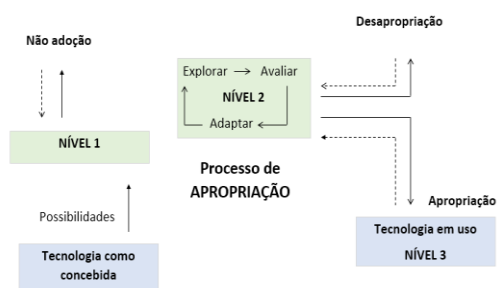 Desapropriação
Não adoção
Explorar Avaliar
NÍVEL 2
Adaptar
NÍVEL 1
Processo de
APROPRIAÇÃO
Possibilidades
Apropriação
Tecnologia como
concebida
Tecnologia em uso
NÍVEL 3